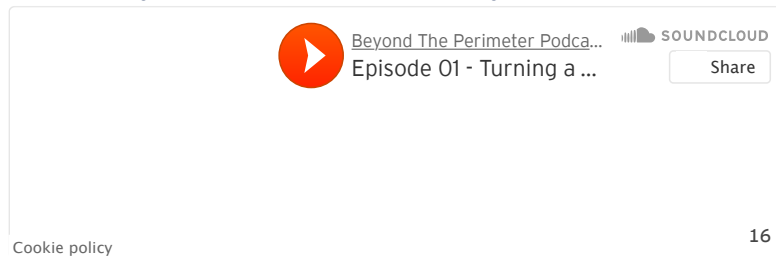 Beyond The Perimeter Podca...
SOUNDCLOUD
Episode 01 - Turning a ...
Share
16
Cookie policy